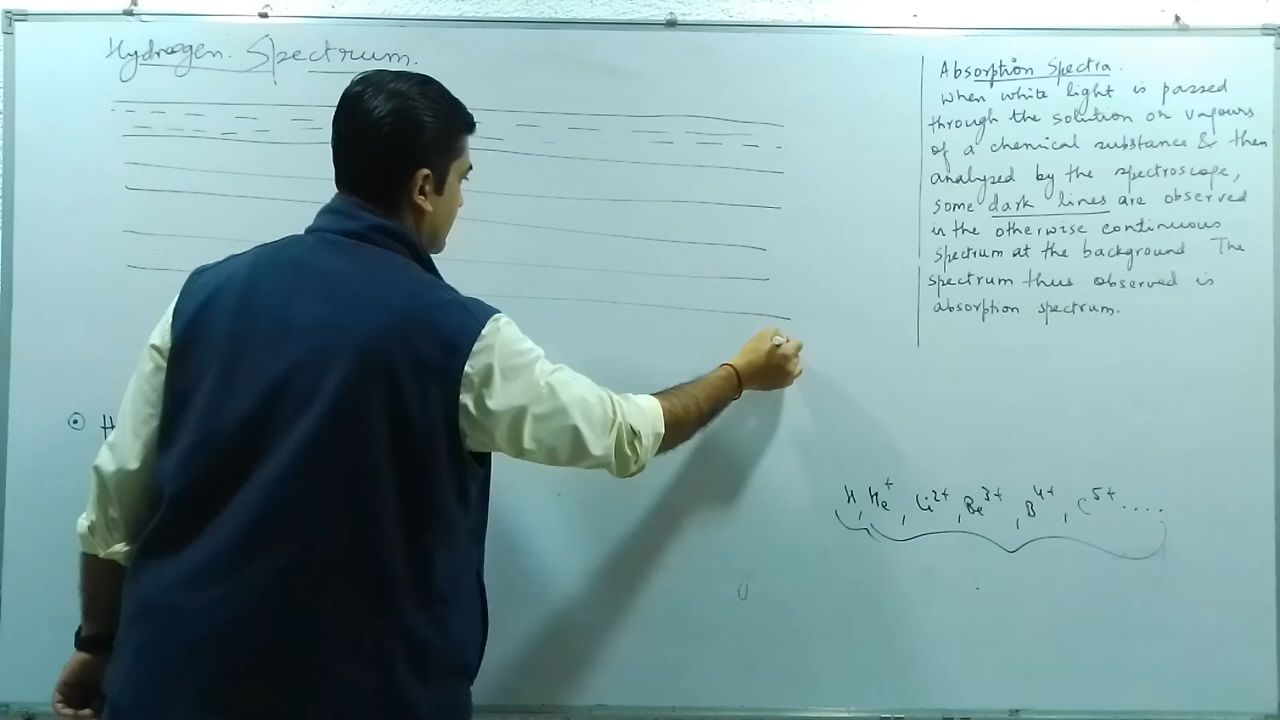 Hydrogen. Spectrum.
Absorption Spectra.
When white light is passed
through the solution or vapours
of a chemical substance & then
analyzed by the spectroscope,
some dark lines are observed
in the otherwise continuous
spectrum at the background. The
spectrum thus observed is
absorption spectrum.
H
H, He⁺, Li²⁺, Be³⁺, B⁴⁺, C⁵⁺....